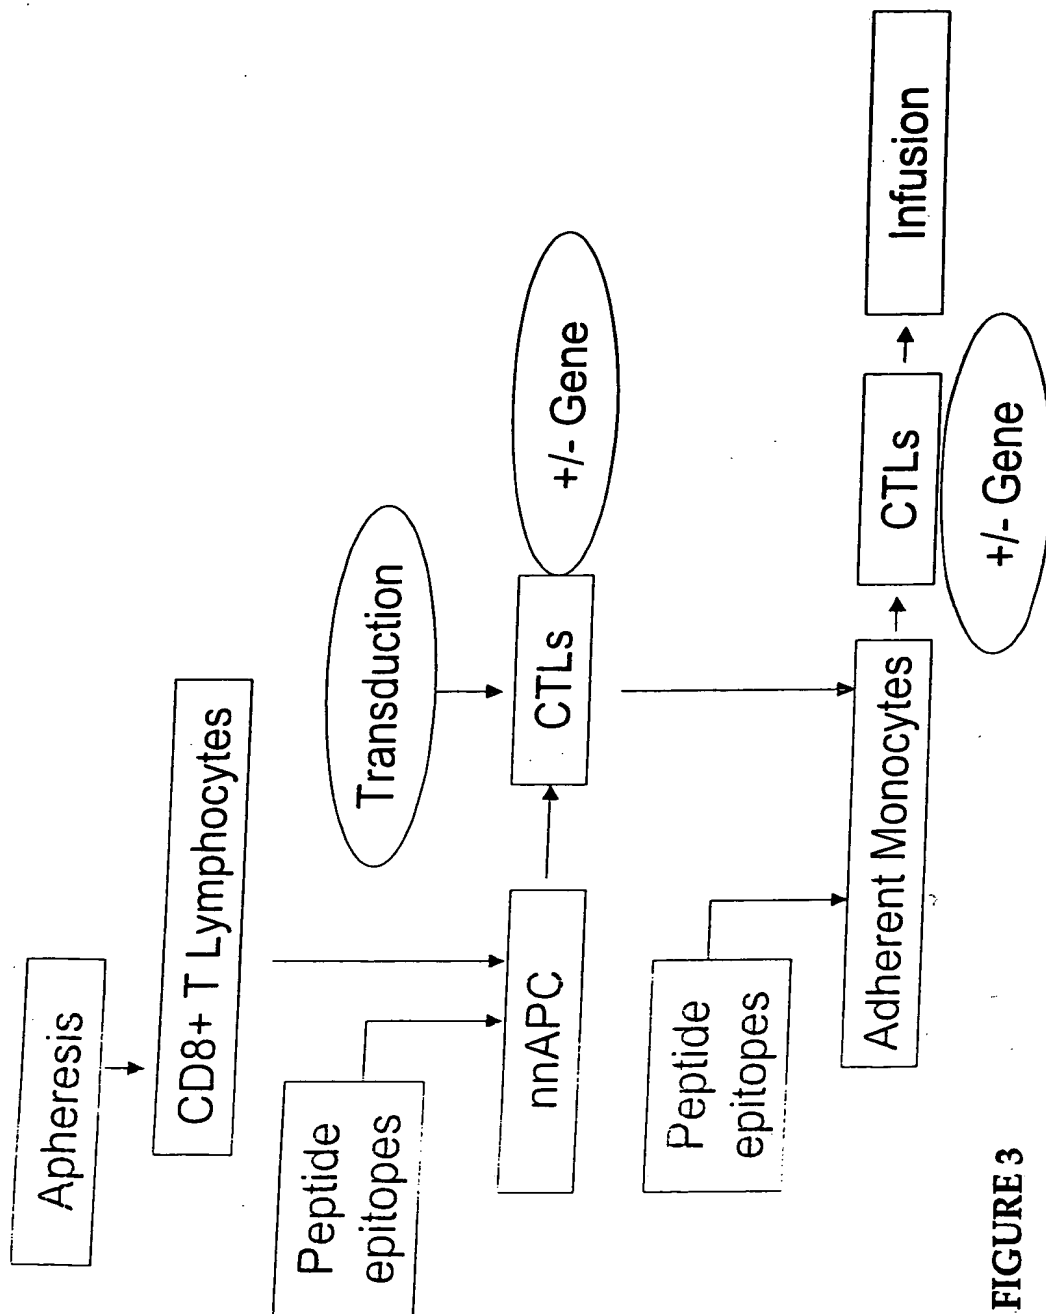 Apheresis
CD8+ T Lymphocytes
Transduction
Peptide
epitopes
nnAPC
CTLs
+/- Gene
Peptide
epitopes
Adherent Monocytes
CTLs
Infusion
+/- Gene
FIGURE 3